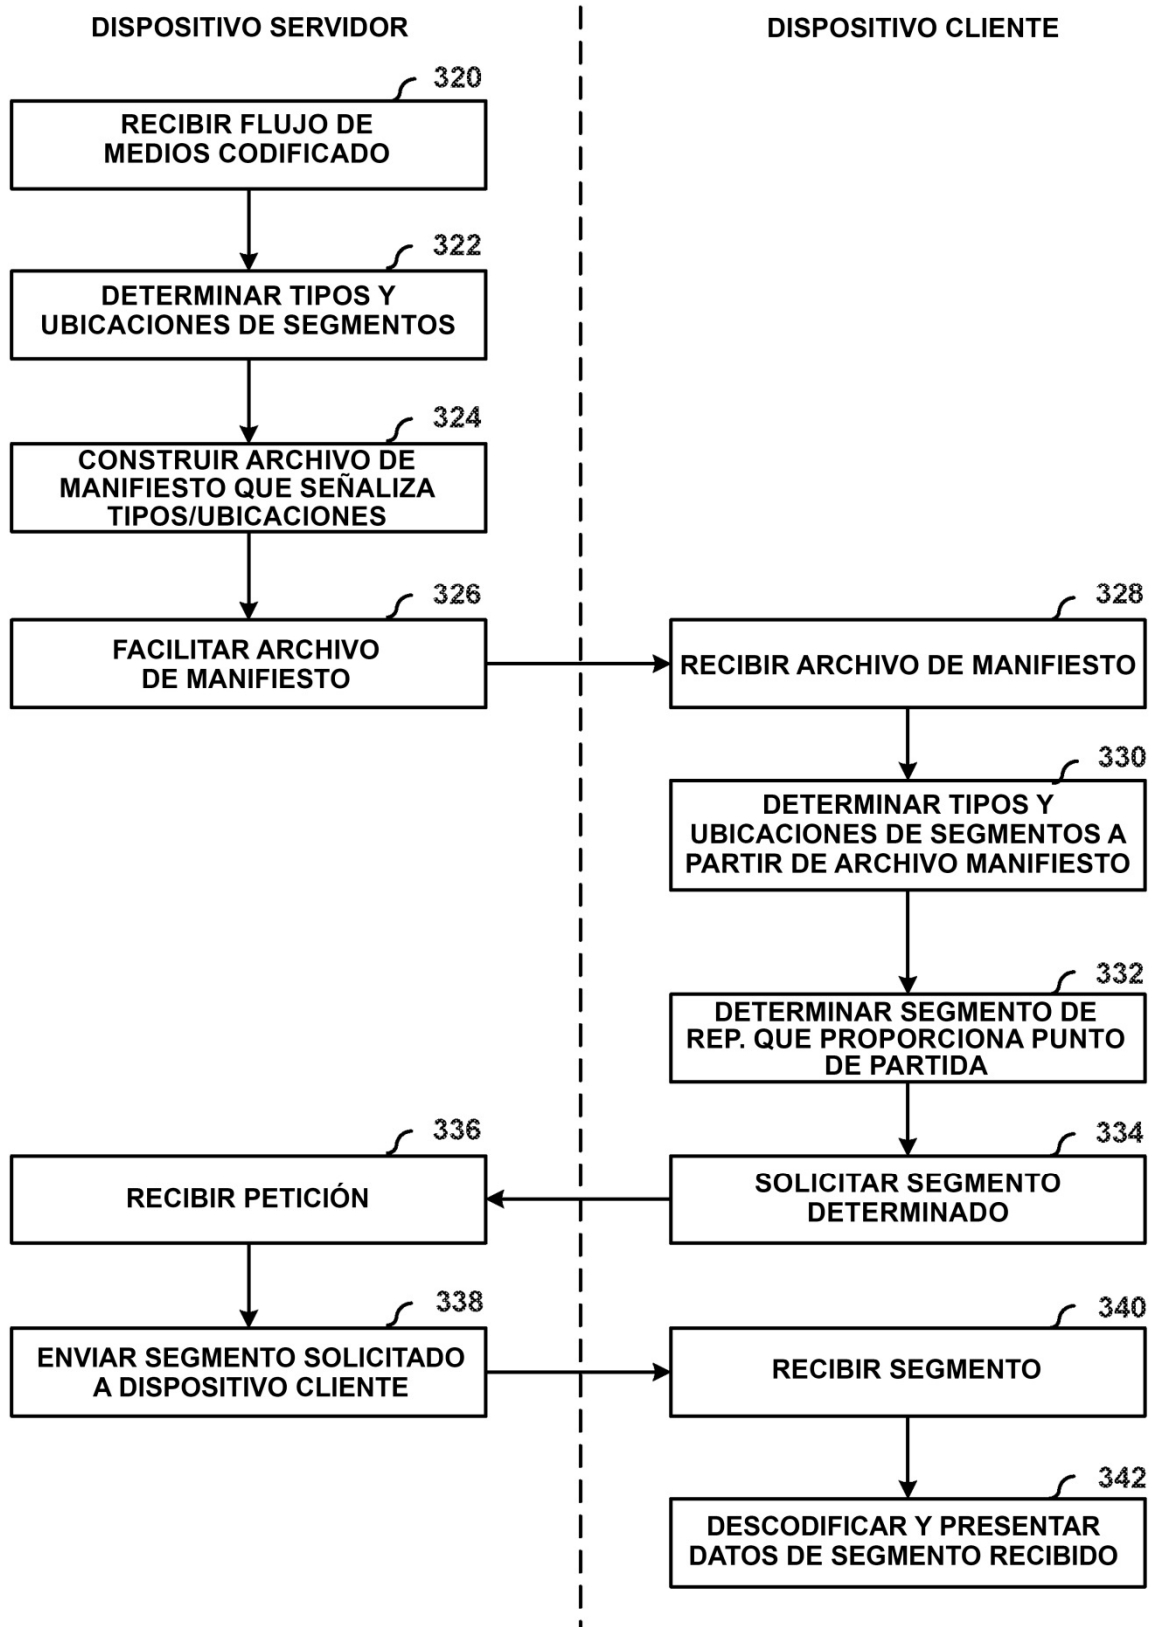 DISPOSITIVO SERVIDOR
DISPOSITIVO CLIENTE
320
RECIBIR FLUJO DE
MEDIOS CODIFICADO
322
DETERMINAR TIPOS Y
UBICACIONES DE SEGMENTOS
324
CONSTRUIR ARCHIVO DE
MANIFIESTO QUE SEÑALIZA
TIPOS/UBICACIONES
326
FACILITAR ARCHIVO
DE MANIFIESTO
328
RECIBIR ARCHIVO DE MANIFIESTO
330
DETERMINAR TIPOS Y
UBICACIONES DE SEGMENTOS A
PARTIR DE ARCHIVO MANIFIESTO
332
DETERMINAR SEGMENTO DE
REP. QUE PROPORCIONA PUNTO
DE PARTIDA
334
SOLICITAR SEGMENTO
DETERMINADO
336
RECIBIR PETICIÓN
338
ENVIAR SEGMENTO SOLICITADO
A DISPOSITIVO CLIENTE
340
RECIBIR SEGMENTO
342
DESCODIFICAR Y PRESENTAR
DATOS DE SEGMENTO RECIBIDO